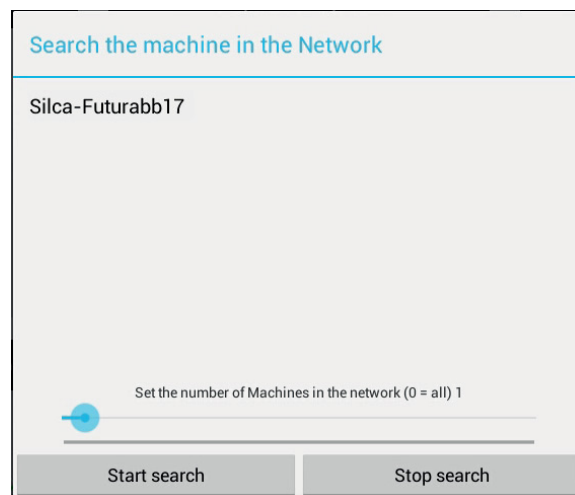 Search the machine in the Network
Silca-Futurabb17
Set the number of Machines in the network (0 = all) 1
Start search
Stop search